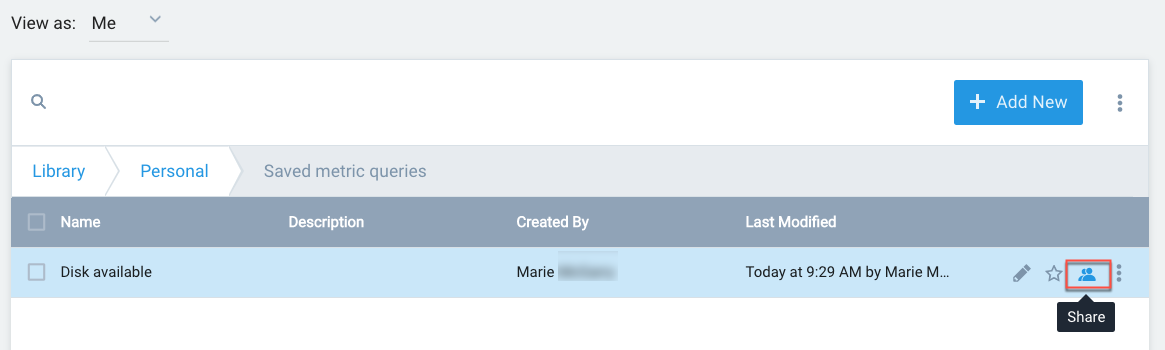 View as: Me
Add New
Library Personal Saved metric queries
Name Description Created By Last Modified
Disk available Marie Today at 9:29 AM by Marie M...
Share